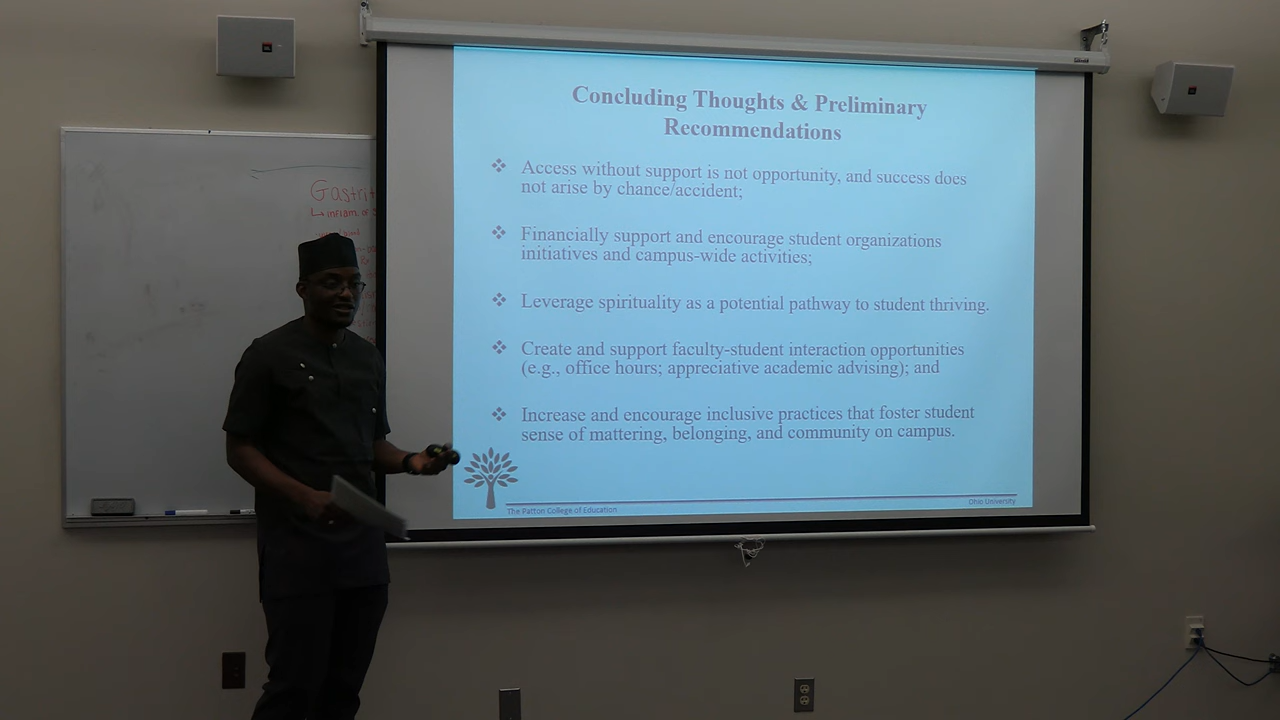 Concluding Thoughts & Preliminary
Recommendations
❖ Access without support is not opportunity, and success does
not arise by chance/accident;
❖ Financially support and encourage student organizations
initiatives and campus-wide activities;
❖ Leverage spirituality as a potential pathway to student thriving.
❖ Create and support faculty-student interaction opportunities
(e.g., office hours; appreciative academic advising); and
❖ Increase and encourage inclusive practices that foster student
sense of mattering, belonging, and community on campus.
The Patton College of Education
Ohio University
Gastrit
↳ inflam. of